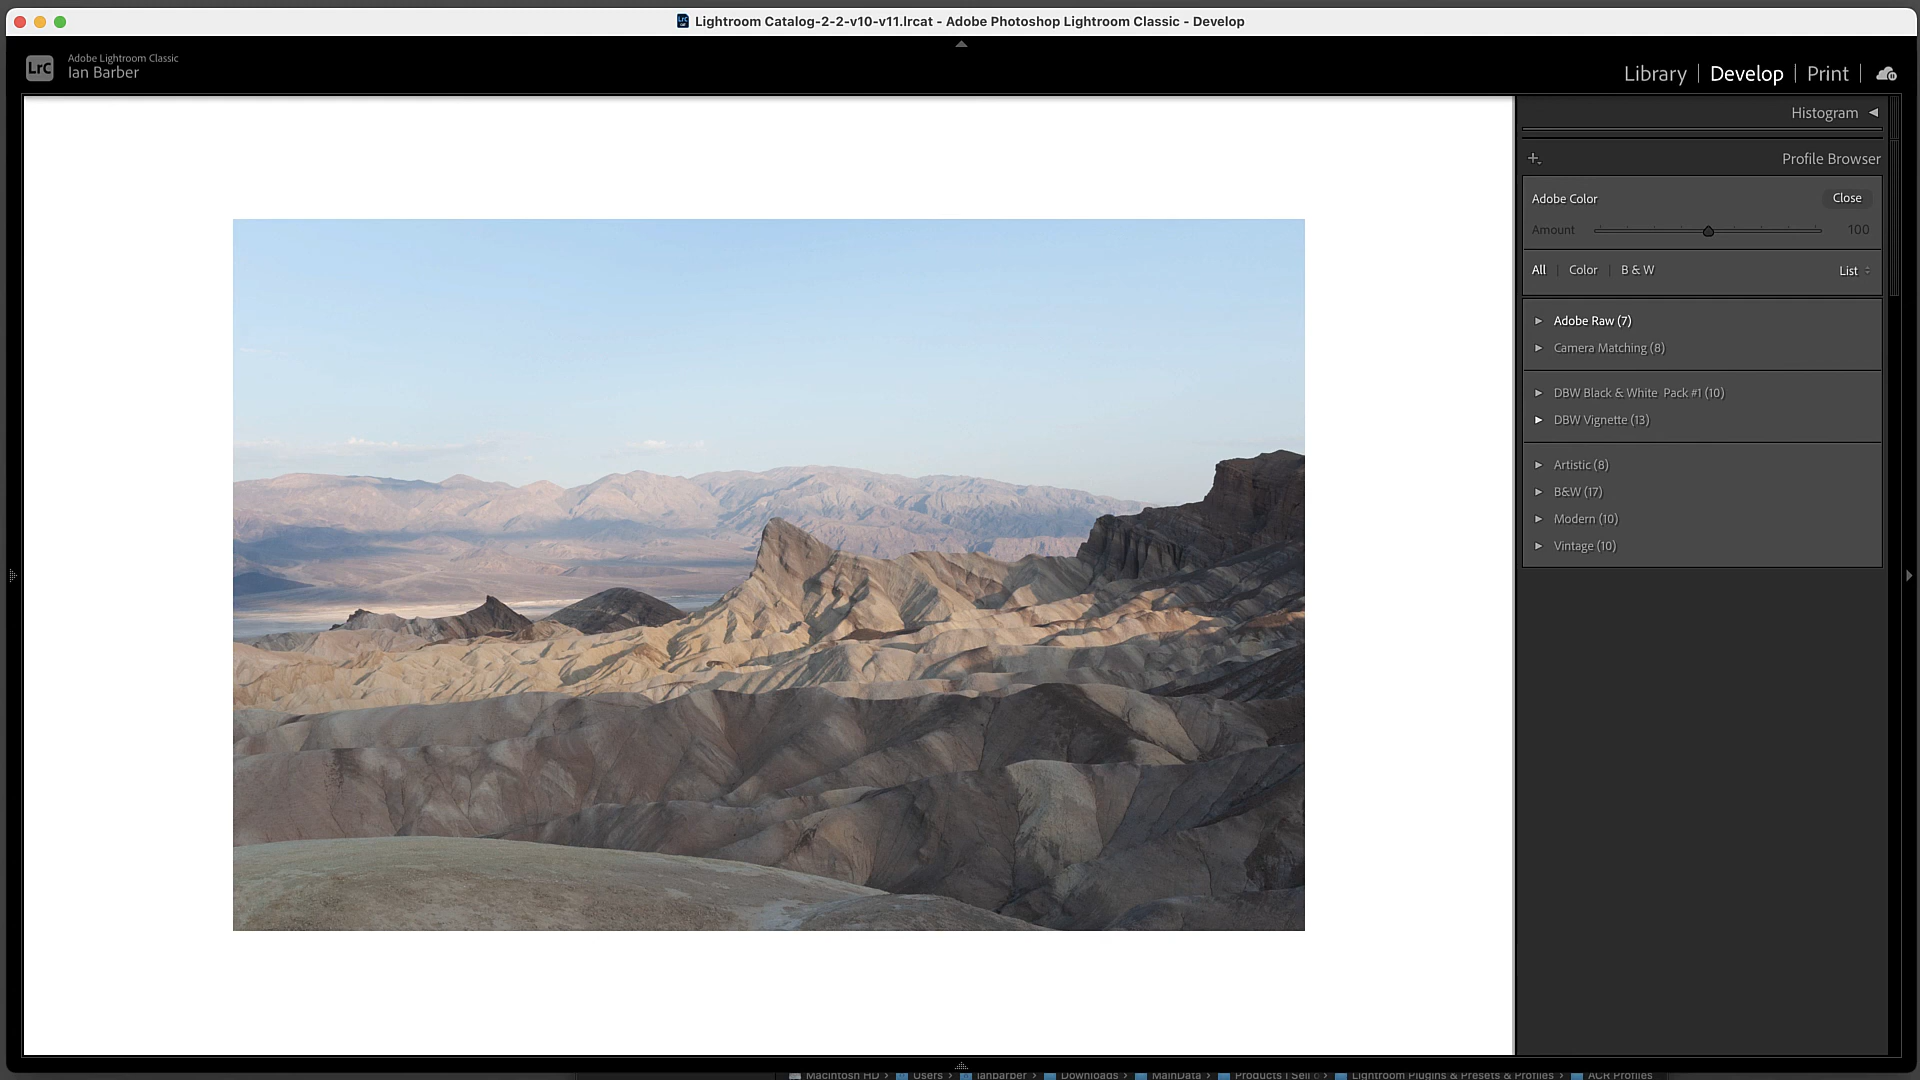 Lightroom Catalog-2-2-v10-v11.lrcat - Adobe Photoshop Lightroom Classic - Develop
LrC
Adobe Lightroom Classic
Ian Barber
Library | Develop | Print |
Histogram
Profile Browser
Adobe Color
Close
Amount
100
All | Color | B & W
List
Adobe Raw (7)
Camera Matching (8)
DBW Black & White Pack #1 (10)
DBW Vignette (13)
Artistic (8)
B&W (17)
Modern (10)
Vintage (10)
Macintosh HD › Users › ianbarber › Downloads › MainData › Products I Sell › Lightroom Plugins & Presets & Profiles › ACR Profiles